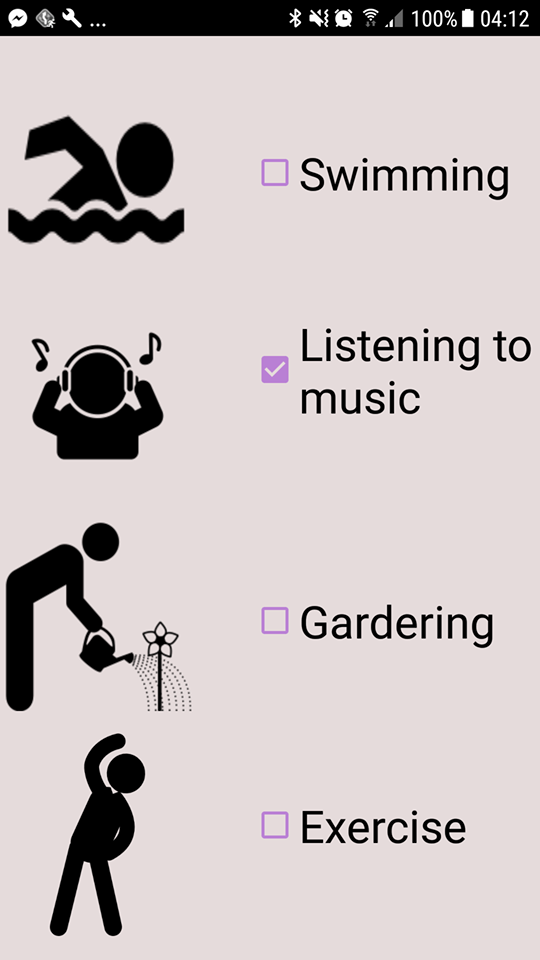 ... 100% 04:12
Swimming
Listening to
music
Gardering
Exercise